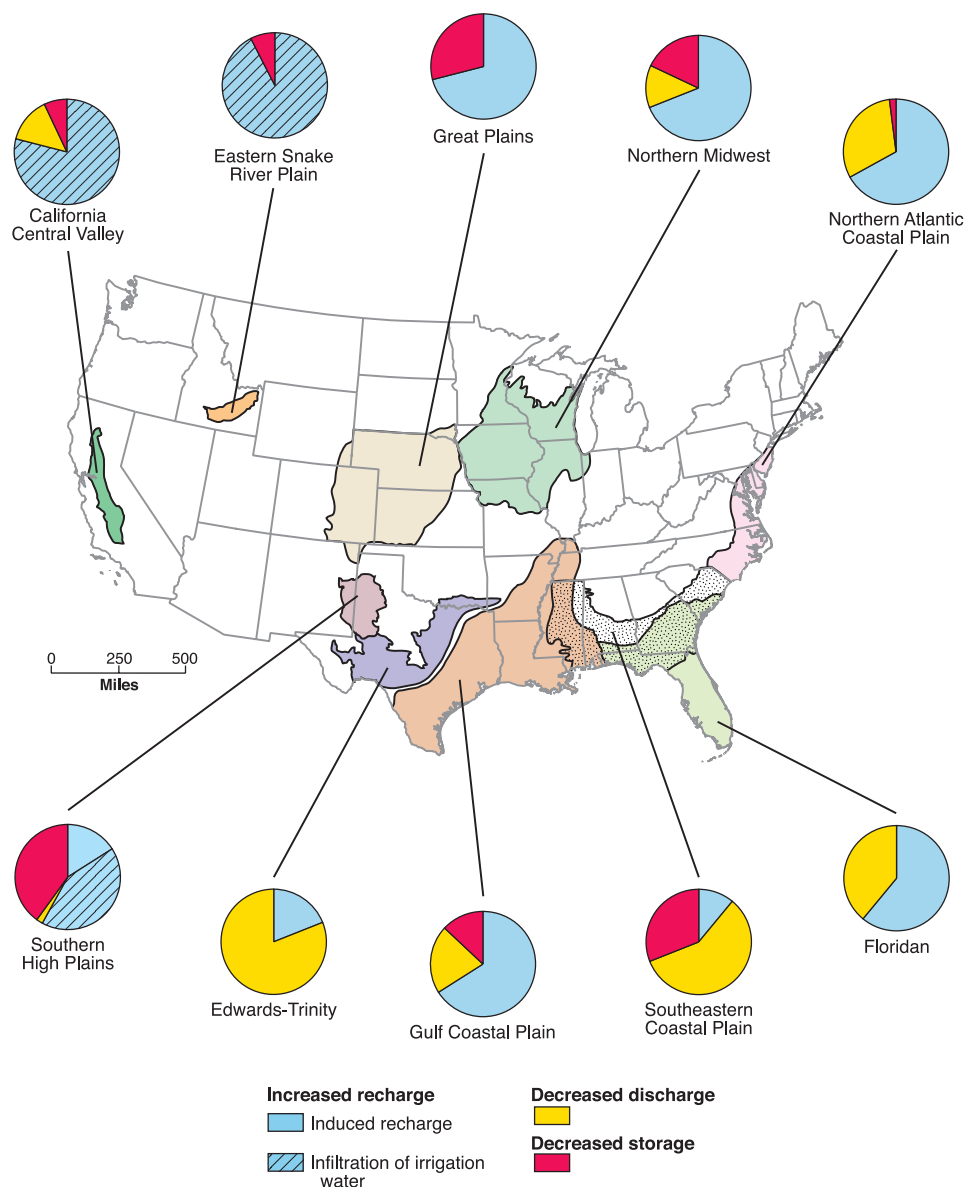 Great Plains
Northern Midwest
Eastern Snake
River Plain
California
Central Valley
Northern Atlantic
Coastal Plain
0 250 500
Miles
Southern
High Plains
Edwards-Trinity
Gulf Coastal Plain
Southeastern
Coastal Plain
Floridan
Increased recharge
Induced recharge
Infiltration of irrigation
water
Decreased discharge
Decreased storage